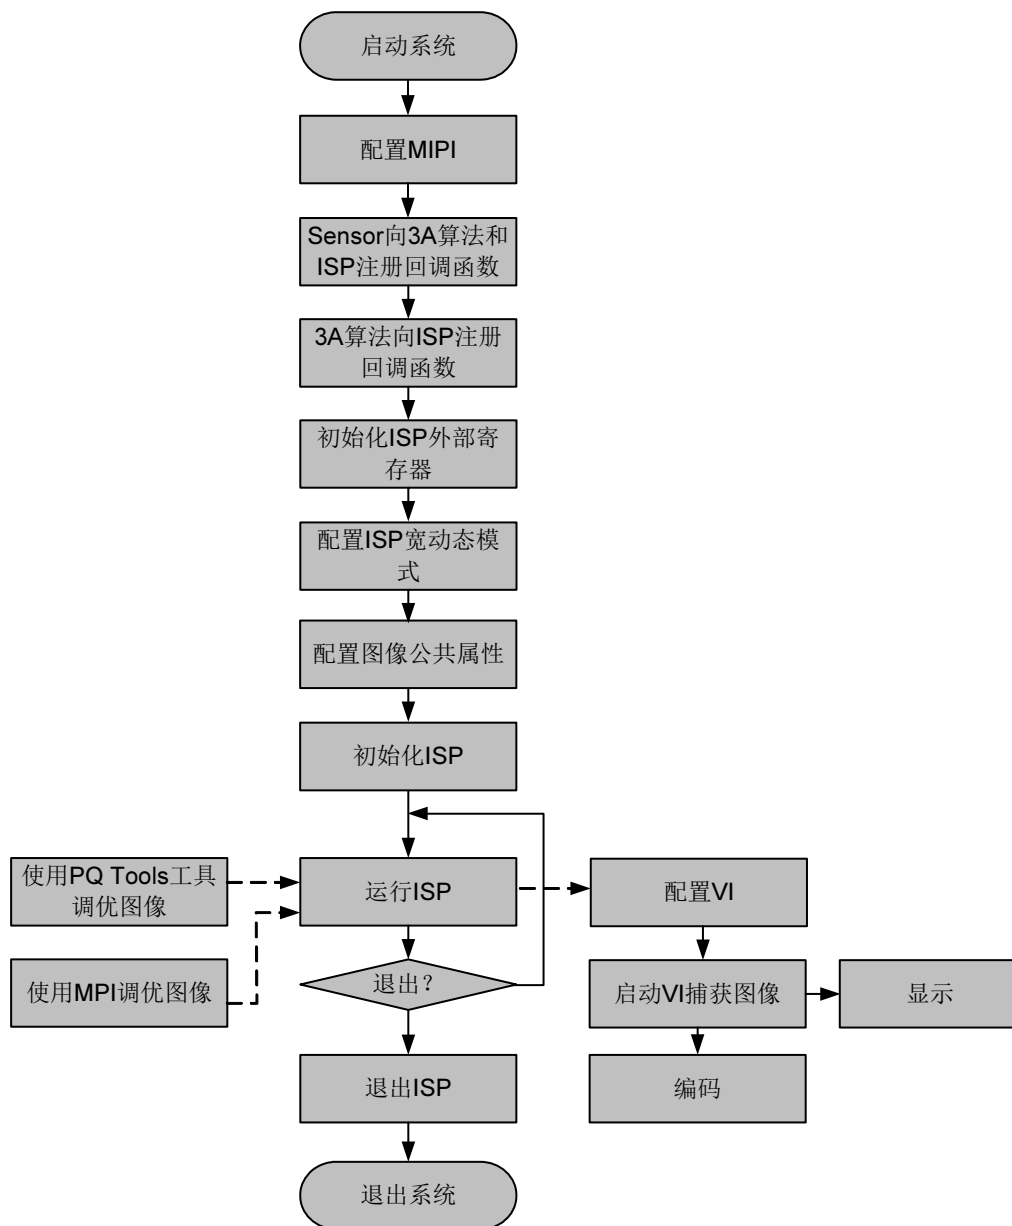 启动系统
配置MIPI
Sensor向3A算法和
ISP注册回调函数
3A算法向ISP注册
回调函数
初始化ISP外部寄
存器
配置ISP宽动态模
式
配置图像公共属性
初始化ISP
使用PQ Tools工具
调优图像
运行ISP
配置VI
使用MPI调优图像
退出?
启动VI捕获图像
显示
退出ISP
编码
退出系统